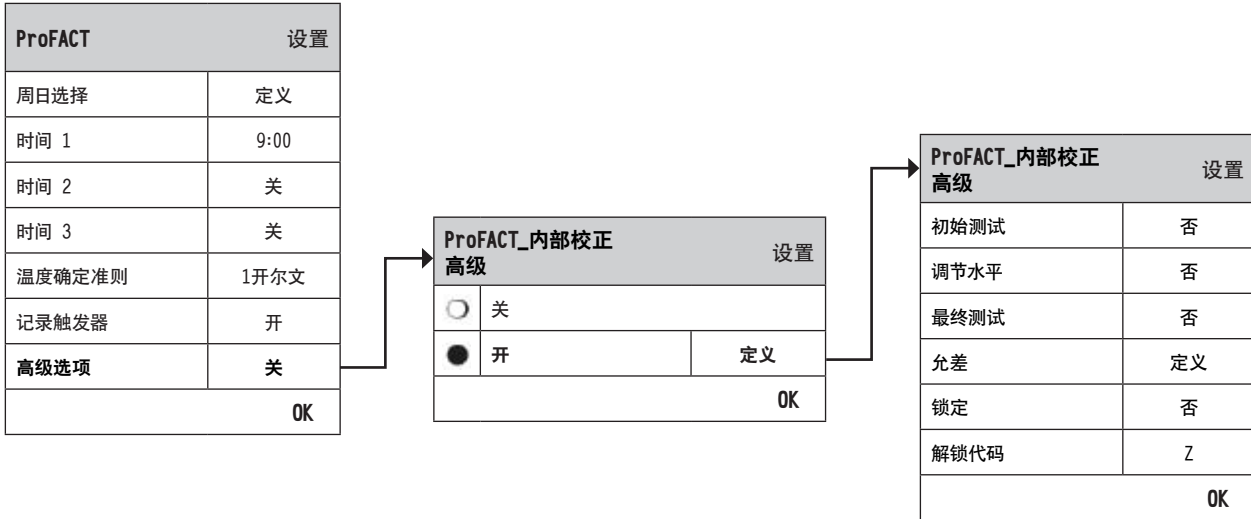 ProFACT 设置
周日选择 定义
时间 1 9:00
时间 2 关
时间 3 关
温度确定准则 1开尔文
记录触发器 开
高级选项 关
OK
ProFACT_内部校正
高级 设置
关
开 定义
OK
ProFACT_内部校正
高级 设置
初始测试 否
调节水平 否
最终测试 否
允差 定义
锁定 否
解锁代码 Z
OK